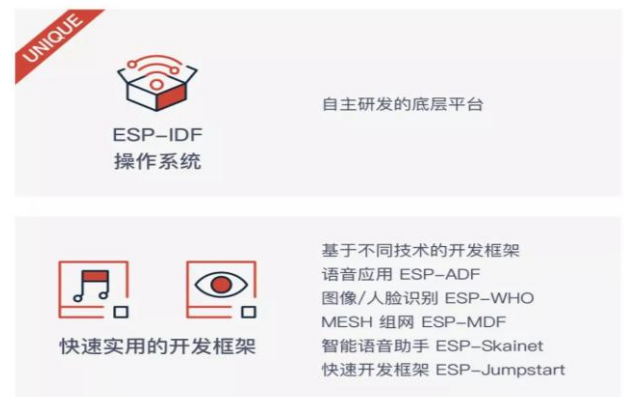 UNIQUE
ESP-IDF
操作系统
自主研发的底层平台
快速实用的开发框架
基于不同技术的开发框架
语音应用 ESP-ADF
图像/人脸识别 ESP-WHO
MESH 组网 ESP-MDF
智能语音助手 ESP-Skainet
快速开发框架 ESP-Jumpstart